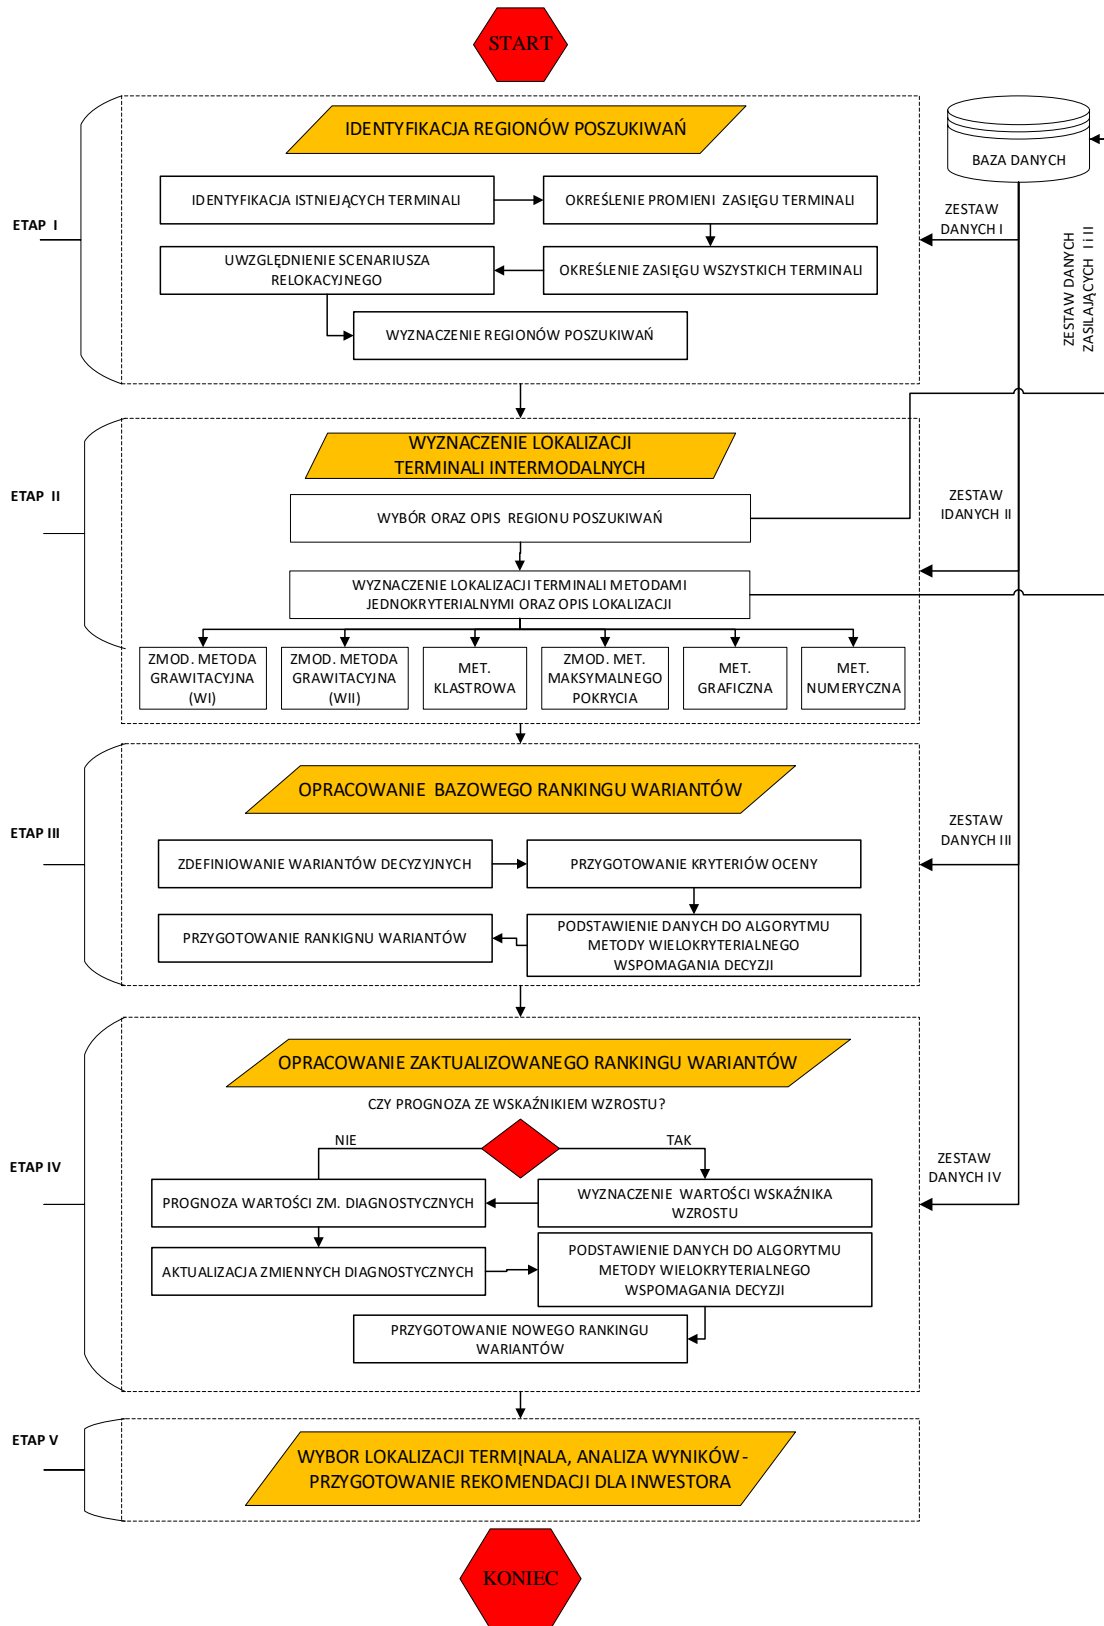 START
IDENTYFIKACJA REGIONÓW POSZUKIWAŃ
BAZA DANYCH
IDENTYFIKACJA ISTNIEJĄCYCH TERMINALI
OKREŚLENIE PROMIENI ZASIĘGU TERMINALI
ETAP I
ZESTAW
DANYCH I
ZESTAW DANYCH
ZASILAJĄCYCH I i II
UWZGLĘDNIENIE SCENARIUSZA
RELOKACYJNEGO
OKREŚLENIE ZASIĘGU WSZYSTKICH TERMINALI
WYZNACZENIE REGIONÓW POSZUKIWAŃ
WYZNACZENIE LOKALIZACJI
TERMINALI INTERMODALNYCH
ETAP II
WYBÓR ORAZ OPIS REGIONU POSZUKIWAŃ
ZESTAW
IDANYCH II
WYZNACZENIE LOKALIZACJI TERMINALI METODAMI
JEDNOKRYTERIALNYMI ORAZ OPIS LOKALIZACJI
ZMOD. METODA
GRAWITACYJNA
(WI)
ZMOD. METODA
GRAWITACYJNA
(WII)
MET.
KLASTROWA
ZMOD. MET.
MAKSYMALNEGO
POKRYCIA
MET.
GRAFICZNA
MET.
NUMERYCZNA
OPRACOWANIE BAZOWEGO RANKINGU WARIANTÓW
ETAP III
ZESTAW
DANYCH III
ZDEFINIOWANIE WARIANTÓW DECYZYJNYCH
PRZYGOTOWANIE KRYTERIÓW OCENY
PRZYGOTOWANIE RANKIGNU WARIANTÓW
PODSTAWIENIE DANYCH DO ALGORYTMU
METODY WIELOKRYTERIALNEGO
WSPOMAGANIA DECYZJI
OPRACOWANIE ZAKTUALIZOWANEGO RANKINGU WARIANTÓW
CZY PROGNOZA ZE WSKAŹNIKIEM WZROSTU?
NIE
TAK
ETAP IV
ZESTAW
DANYCH IV
PROGNOZA WARTOŚCI ZM. DIAGNOSTYCZNYCH
WYZNACZENIE WARTOŚCI WSKAŹNIKA
WZROSTU
AKTUALIZACJA ZMIENNYCH DIAGNOSTYCZNYCH
PODSTAWIENIE DANYCH DO ALGORYTMU
METODY WIELOKRYTERIALNEGO
WSPOMAGANIA DECYZJI
PRZYGOTOWANIE NOWEGO RANKINGU
WARIANTÓW
ETAP V
WYBOR LOKALIZACJI TERMINALA, ANALIZA WYNIKÓW -
PRZYGOTOWANIE REKOMENDACJI DLA INWESTORA
KONIEC